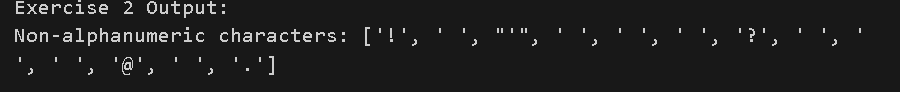 Exercise 2 Output:
Non-alphanumeric characters: ['!', ' ', "'", ' ', ' ', ' ', '?', ' ', '
', ' ', '@', ' ', '.']